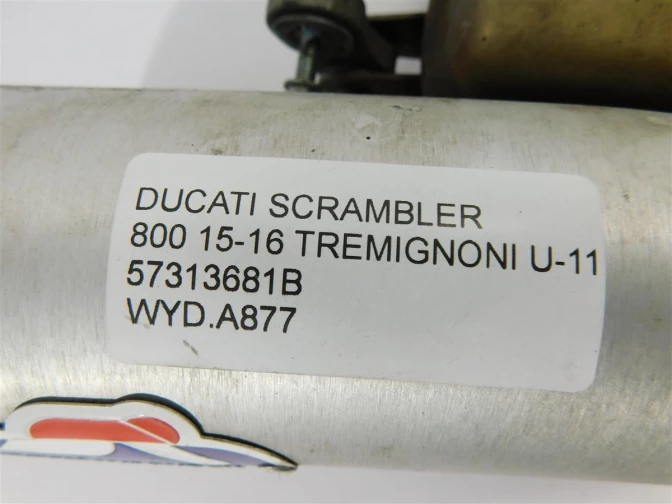 DUCATI SCRAMBLER
800 15-16 TREMIGNONI U-11
57313681B
WYD.A877